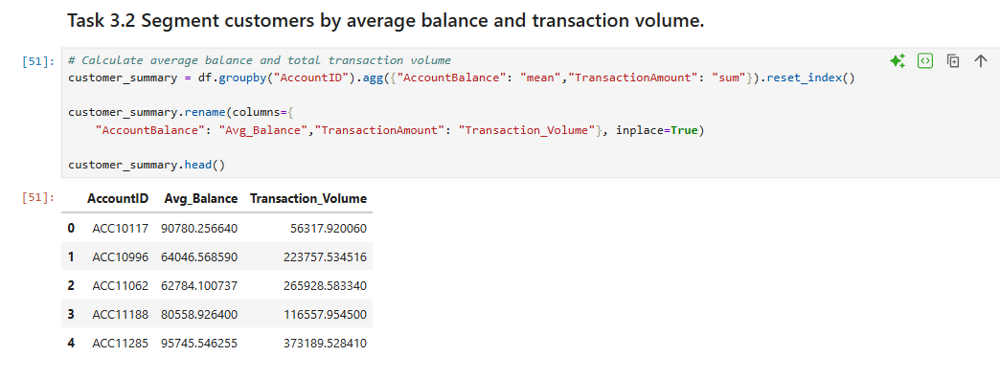 Task 3.2 Segment customers by average balance and transaction volume.
[51]: # Calculate average balance and total transaction volume
customer_summary = df.groupby("AccountID").agg({"AccountBalance": "mean","TransactionAmount": "sum"}).reset_index()
customer_summary.rename(columns={
"AccountBalance": "Avg_Balance","TransactionAmount": "Transaction_Volume"}, inplace=True)
customer_summary.head()
[51]: AccountID Avg_Balance Transaction_Volume
0 ACC10117 90780.256640 56317.920060
1 ACC10996 64046.568590 223757.534516
2 ACC11062 62784.100737 265928.583340
3 ACC11188 80558.926400 116557.954500
4 ACC11285 95745.546255 373189.528410